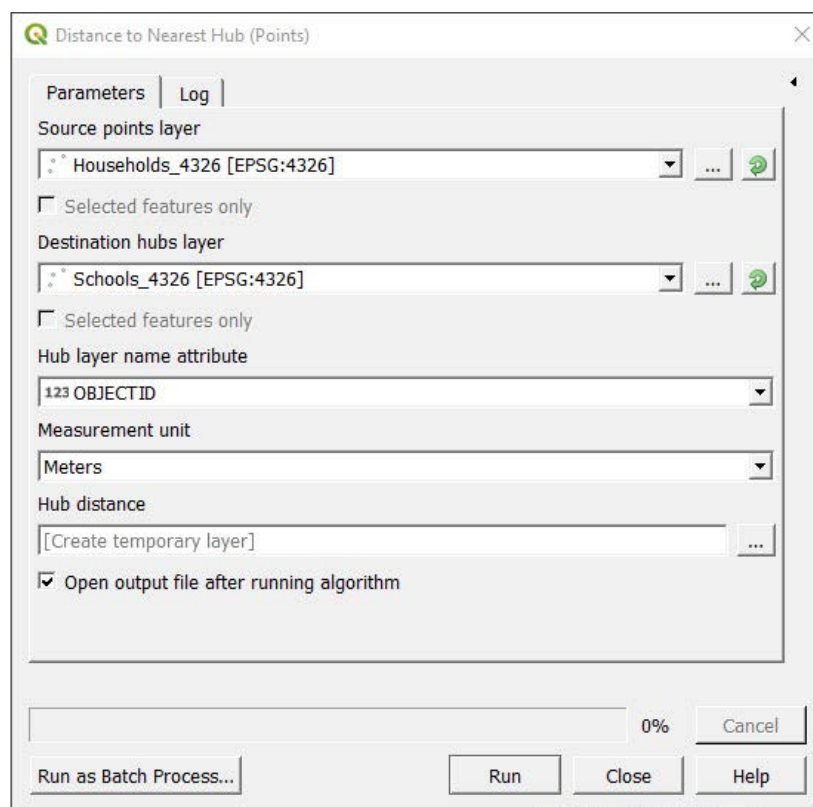 Distance to Nearest Hub (Points)
Parameters
Log
Source points layer
Households_4326 [EPSG:4326]
...
Selected features only
Destination hubs layer
Schools_4326 [EPSG:4326]
...
Selected features only
Hub layer name attribute
123 OBJECTID
Measurement unit
Meters
Hub distance
[Create temporary layer]
...
Open output file after running algorithm
0%
Cancel
Run as Batch Process...
Run
Close
Help